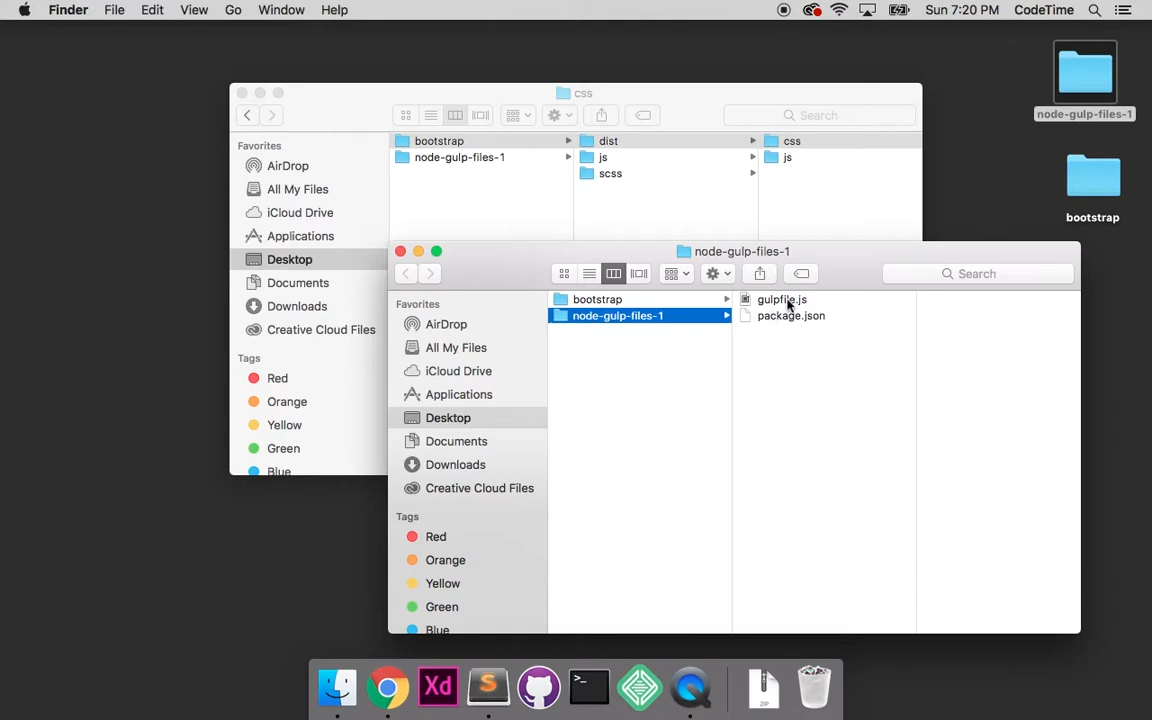 Finder File Edit View Go Window Help
Sun 7:20 PM CodeTime
node-gulp-files-1
bootstrap
css
Search
Favorites
AirDrop
All My Files
iCloud Drive
Applications
Desktop
Documents
Downloads
Creative Cloud Files
Tags
Red
Orange
Yellow
Green
Blue
bootstrap
node-gulp-files-1
dist
js
scss
css
js
node-gulp-files-1
Search
Favorites
AirDrop
All My Files
iCloud Drive
Applications
Desktop
Documents
Downloads
Creative Cloud Files
Tags
Red
Orange
Yellow
Green
Blue
bootstrap
node-gulp-files-1
gulpfile.js
package.json
Xd
S
>_
ZIP